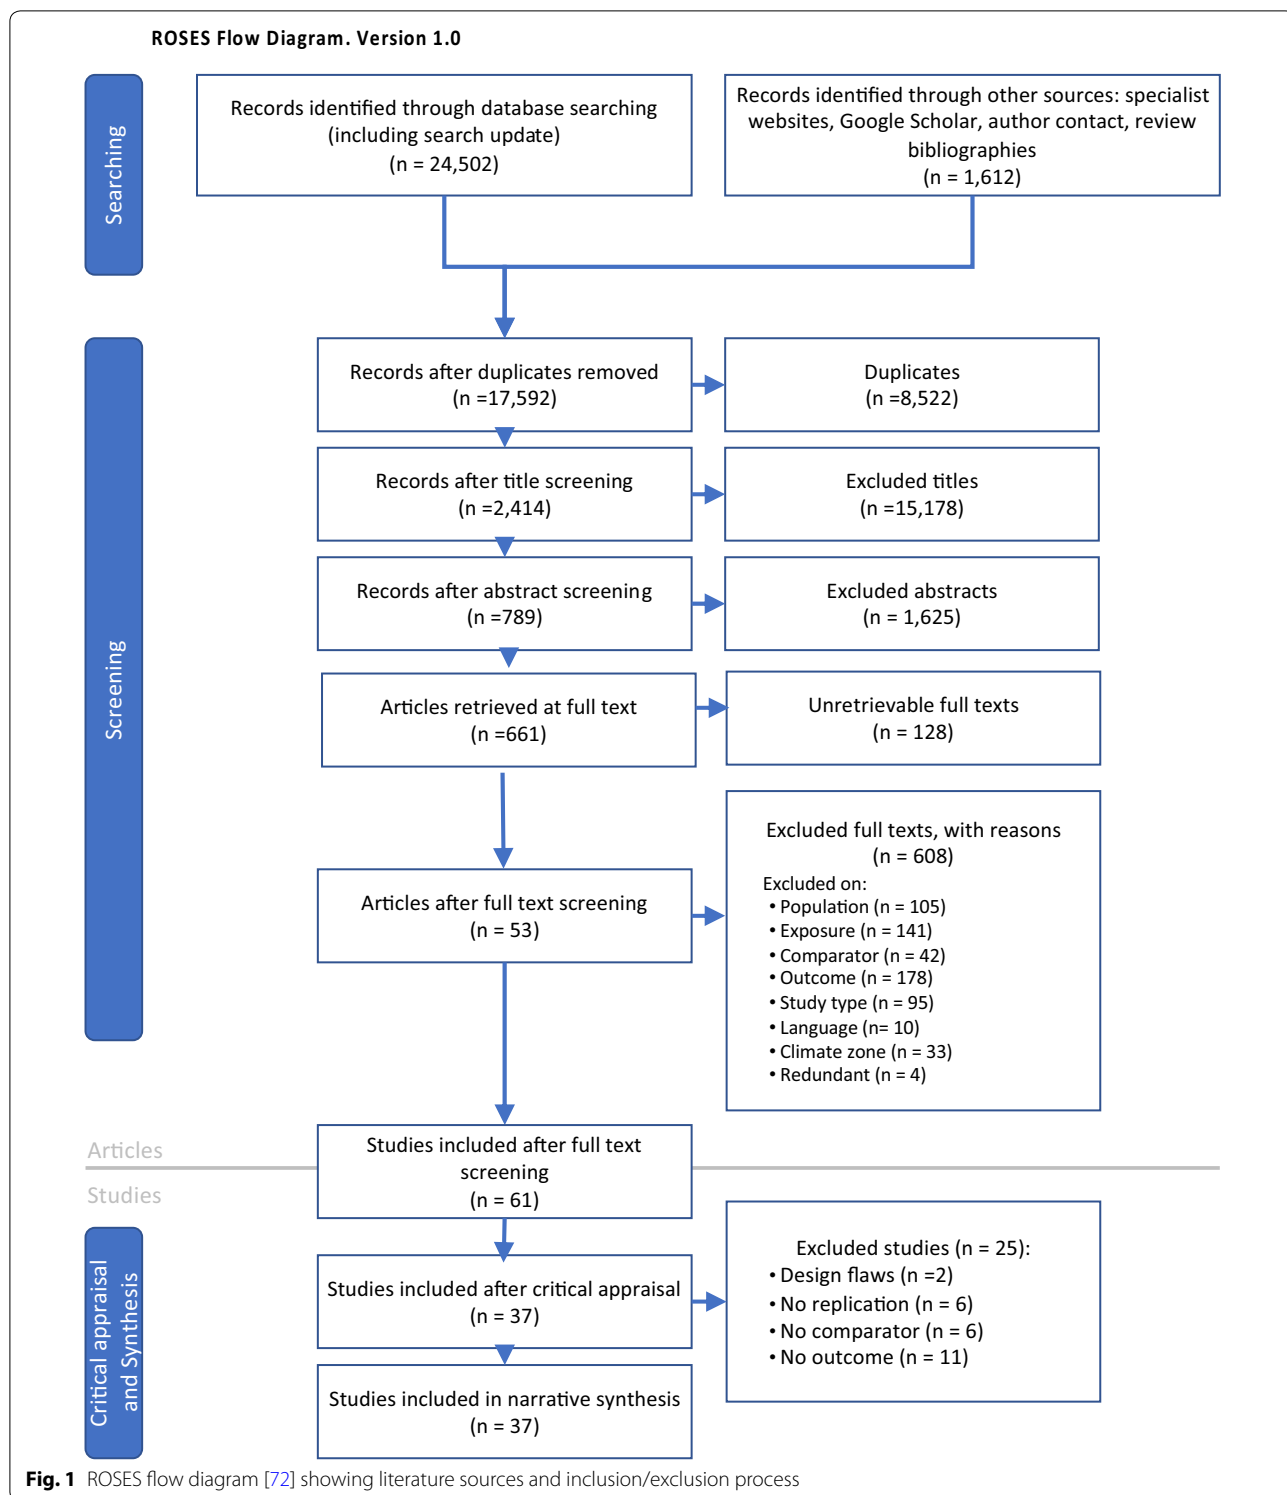 ROSES Flow Diagram. Version 1.0
Searching
Records identified through database searching
(including search update)
(n = 24,502)
Records identified through other sources: specialist
websites, Google Scholar, author contact, review
bibliographies
(n = 1,612)
Screening
Records after duplicates removed
(n =17,592)
Duplicates
(n =8,522)
Records after title screening
(n =2,414)
Excluded titles
(n =15,178)
Records after abstract screening
(n =789)
Excluded abstracts
(n = 1,625)
Articles retrieved at full text
(n =661)
Unretrievable full texts
(n = 128)
Articles after full text screening
(n = 53)
Excluded full texts, with reasons
(n = 608)
Excluded on:
• Population (n = 105)
• Exposure (n = 141)
• Comparator (n = 42)
• Outcome (n = 178)
• Study type (n = 95)
• Language (n= 10)
• Climate zone (n = 33)
• Redundant (n = 4)
Articles
Studies
Studies included after full text
screening
(n = 61)
Critical appraisal
and Synthesis
Studies included after critical appraisal
(n = 37)
Excluded studies (n = 25):
• Design flaws (n =2)
• No replication (n = 6)
• No comparator (n = 6)
• No outcome (n = 11)
Studies included in narrative synthesis
(n = 37)
Fig. 1 ROSES flow diagram [72] showing literature sources and inclusion/exclusion process